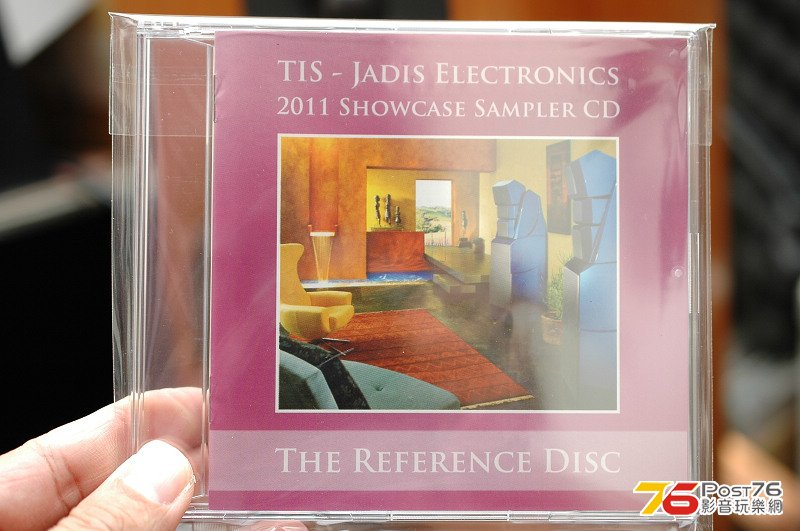 TIS - JADIS ELECTRONICS
2011 SHOWCASE SAMPLER CD
THE REFERENCE DISC
76 POST76
影音玩樂網